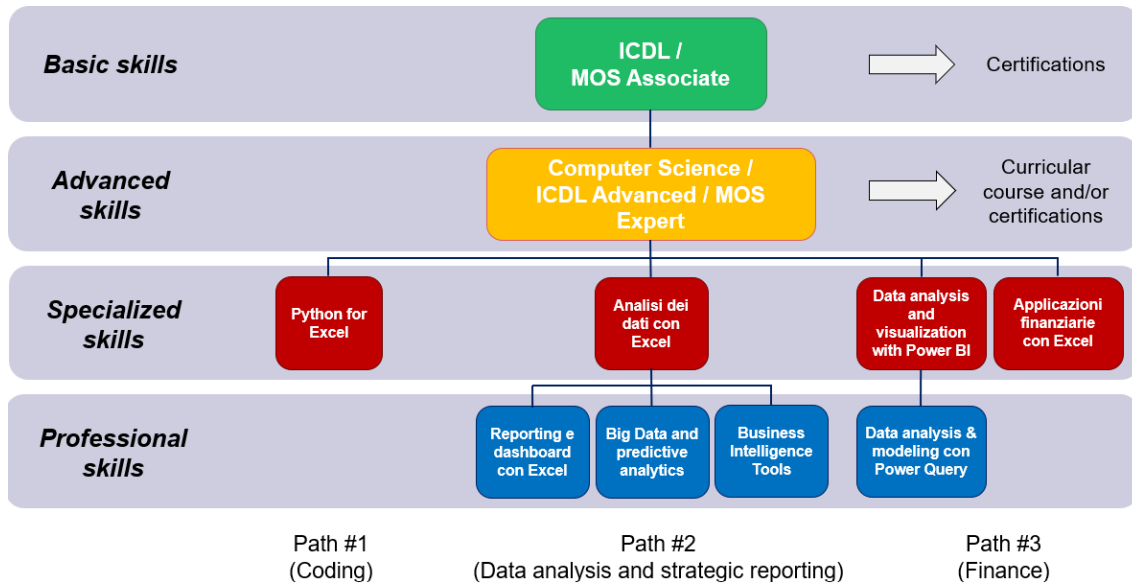 Basic skills
ICDL /
MOS Associate
Certifications
Advanced
skills
Computer Science /
ICDL Advanced / MOS
Expert
Curricular
course and/or
certifications
Specialized
skills
Python for
Excel
Analisi dei
dati con
Excel
Data analysis
and
visualization
with Power BI
Applicazioni
finanziarie
con Excel
Professional
skills
Reporting e
dashboard
con Excel
Big Data and
predictive
analytics
Business
Intelligence
Tools
Data analysis &
modeling con
Power Query
Path #1
(Coding)
Path #2
(Data analysis and strategic reporting)
Path #3
(Finance)